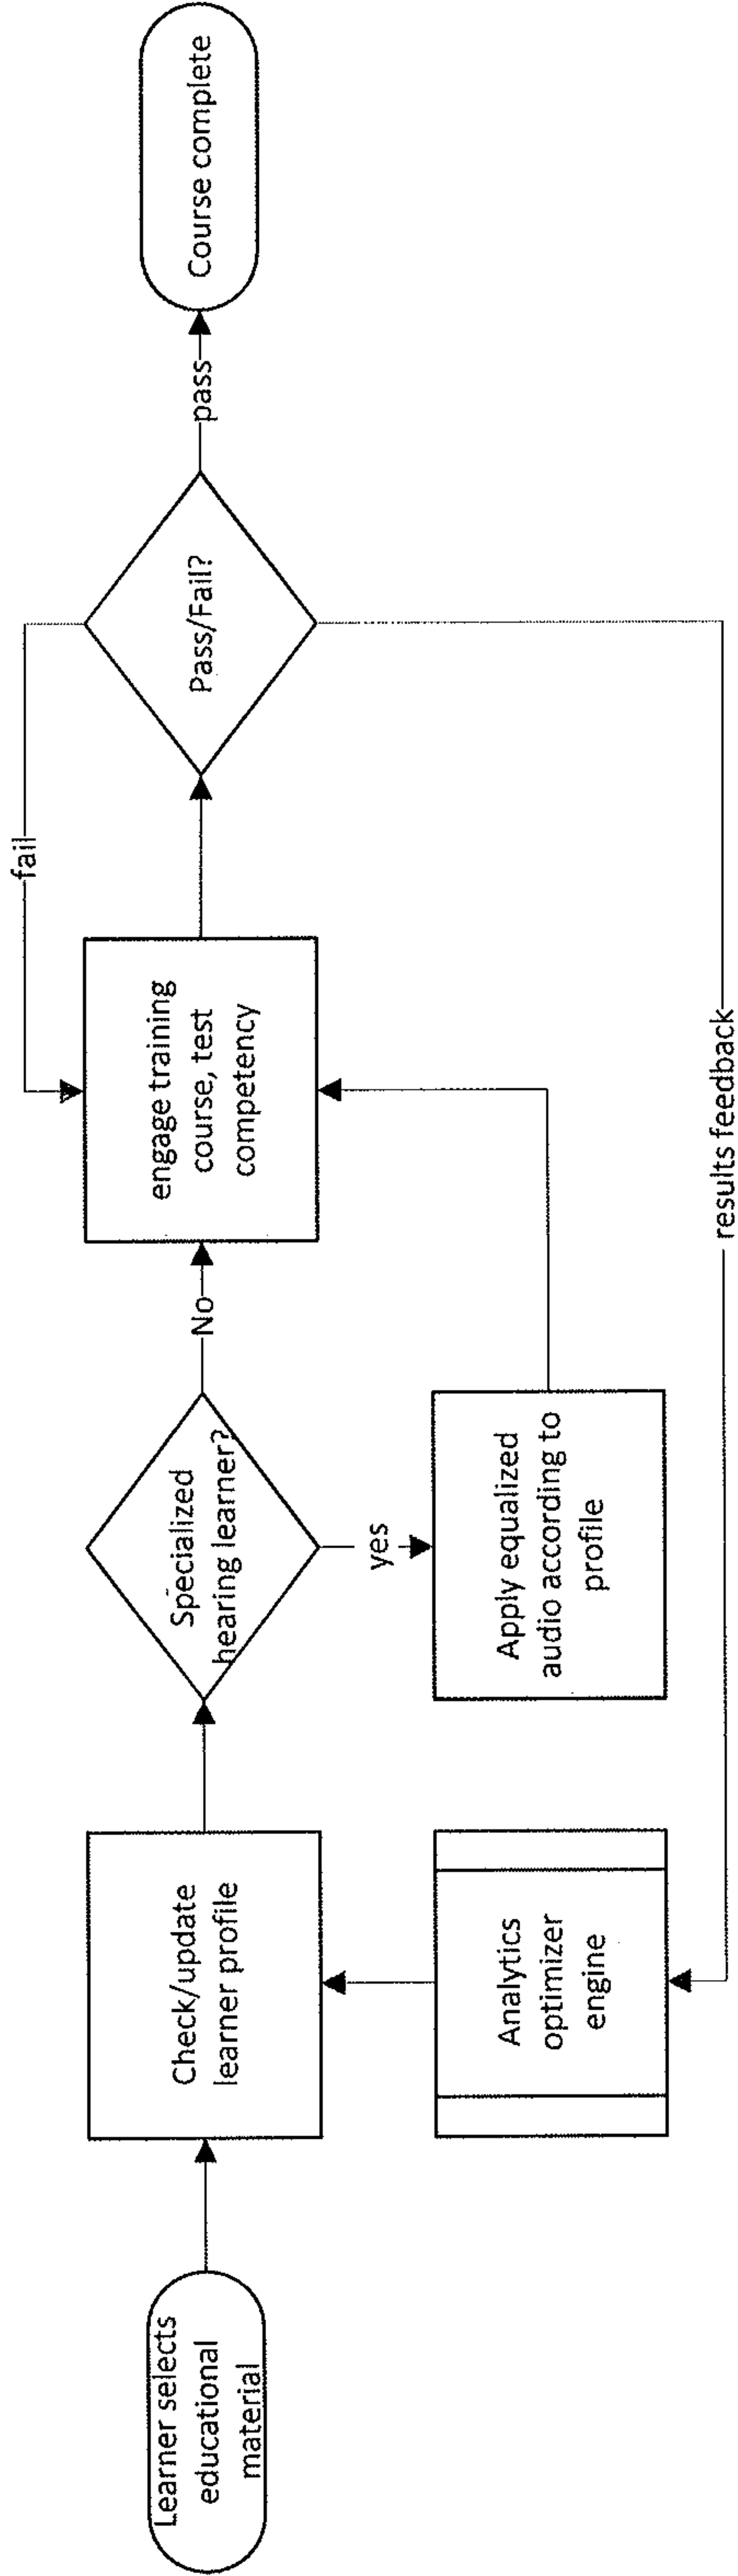 Learner selects
educational
material
Check/update
learner profile
Analytics
optimizer
engine
Specialized
hearing learner?
yes
Apply equalized
audio according to
profile
No
engage training
course, test
competency
fail
Pass/Fail?
results feedback
pass
Course complete